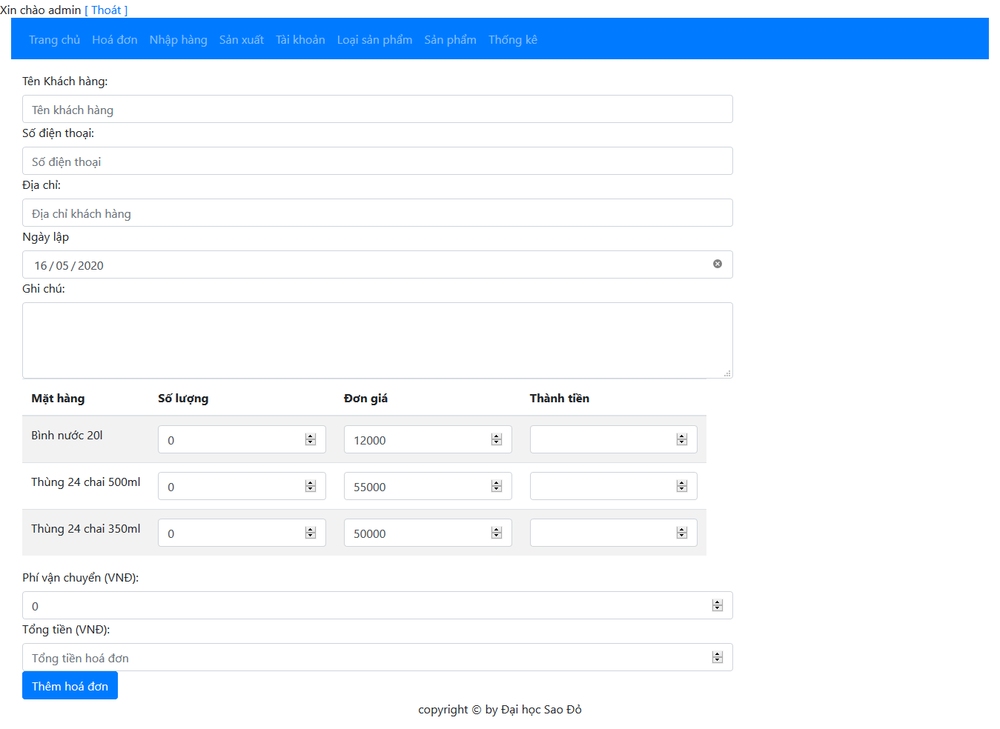 Xin chào admin [ Thoát ]
Trang chủ Hoá đơn Nhập hàng Sản xuất Tài khoản Loại sản phẩm Sản phẩm Thống kê
Tên Khách hàng:
Tên khách hàng
Số điện thoại:
Số điện thoại
Địa chỉ:
Địa chỉ khách hàng
Ngày lập
16 / 05 / 2020
Ghi chú:
Mặt hàng Số lượng Đơn giá Thành tiền
Bình nước 20l 0 12000
Thùng 24 chai 500ml 0 55000
Thùng 24 chai 350ml 0 50000
Phí vận chuyển (VNĐ):
0
Tổng tiền (VNĐ):
Tổng tiền hoá đơn
Thêm hoá đơn
copyright © by Đại học Sao Đỏ